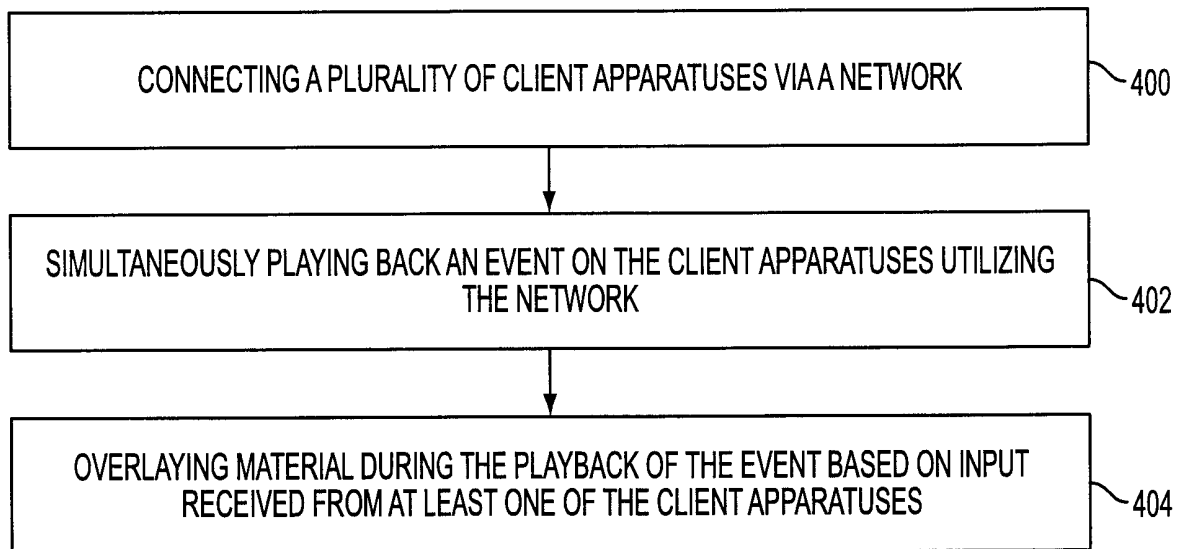 CONNECTING A PLURALITY OF CLIENT APPARATUSES VIA A NETWORK
400
SIMULTANEOUSLY PLAYING BACK AN EVENT ON THE CLIENT APPARATUSES UTILIZING
THE NETWORK
402
OVERLAYING MATERIAL DURING THE PLAYBACK OF THE EVENT BASED ON INPUT
RECEIVED FROM AT LEAST ONE OF THE CLIENT APPARATUSES
404